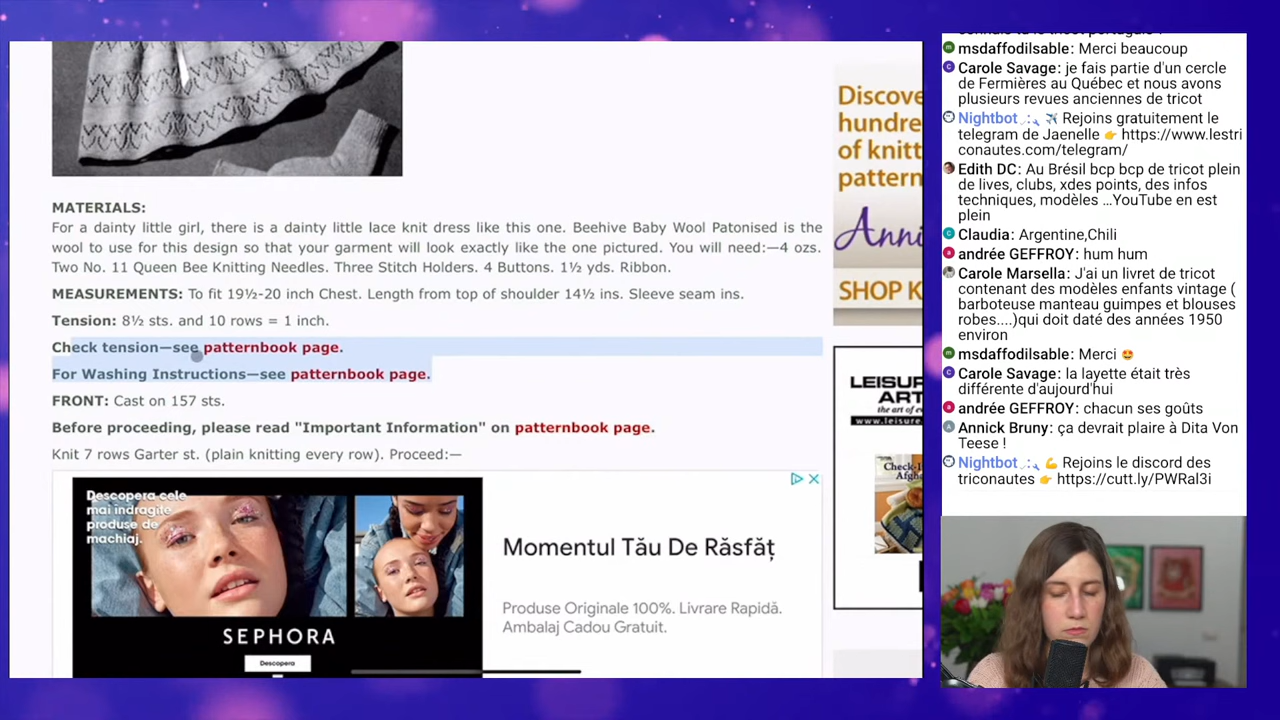 MATERIALS:
For a dainty little girl, there is a dainty little lace knit dress like this one. Beehive Baby Wool Patonised is the
wool to use for this design so that your garment will look exactly like the one pictured. You will need:—4 ozs.
Two No. 11 Queen Bee Knitting Needles. Three Stitch Holders. 4 Buttons. 1½ yds. Ribbon.
MEASUREMENTS: To fit 19½-20 inch Chest. Length from top of shoulder 14½ ins. Sleeve seam ins.
Tension: 8½ sts. and 10 rows = 1 inch.
Check tension—see patternbook page.
For Washing Instructions—see patternbook page.
FRONT: Cast on 157 sts.
Before proceeding, please read "Important Information" on patternbook page.
Knit 7 rows Garter st. (plain knitting every row). Proceed:—
Descopera cele
mai indragite
produse de
machiaj.
SEPHORA
Descopera
Momentul Tău De Răsfăț
Produse Originale 100%. Livrare Rapidă.
Ambalaj Cadou Gratuit.
Discove
hundre
of knitt
pattern
Anni
SHOP K
LEISUR
ART
the art of e
www.leisure
Check-I
Afgha
msdaffodilsable: Merci beaucoup
Carole Savage: je fais partie d'un cercle
de Fermières au Québec et nous avons
plusieurs revues anciennes de tricot
Nightbot: Rejoins gratuitement le
telegram de Jaenelle 👉 https://www.lestri
conautes.com/telegram/
Edith DC: Au Brésil bcp bcp de tricot plein
de lives, clubs, xdes points, des infos
techniques, modèles …YouTube en est
plein
Claudia: Argentine,Chili
andrée GEFFROY: hum hum
Carole Marsella: J'ai un livret de tricot
contenant des modèles enfants vintage (
barboteuse manteau guimpes et blouses
robes....)qui doit daté des années 1950
environ
msdaffodilsable: Merci 🤩
Carole Savage: la layette était très
différente d'aujourd'hui
andrée GEFFROY: chacun ses goûts
Annick Bruny: ça devrait plaire à Dita Von
Teese !
Nightbot: 💪 Rejoins le discord des
triconautes 👉 https://cutt.ly/PWRal3i